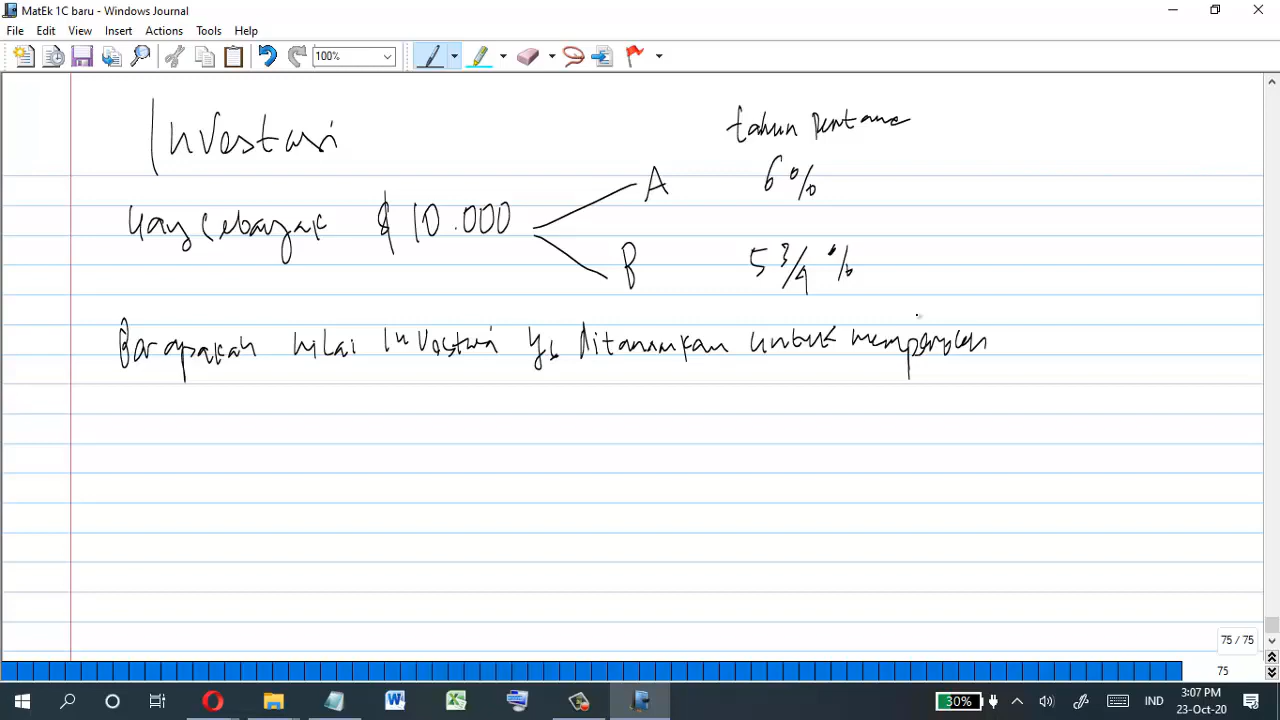 MatEk 1C baru - Windows Journal
File Edit View Insert Actions Tools Help
100%
Investasi
tahun pertama
A 6 %
Uang sebanyak $ 10.000
B 5 3/4 %
Barapakah nilai investasi yg ditanamkan untuk memperoleh
75 / 75
75
30% IND 3:07 PM
23-Oct-20